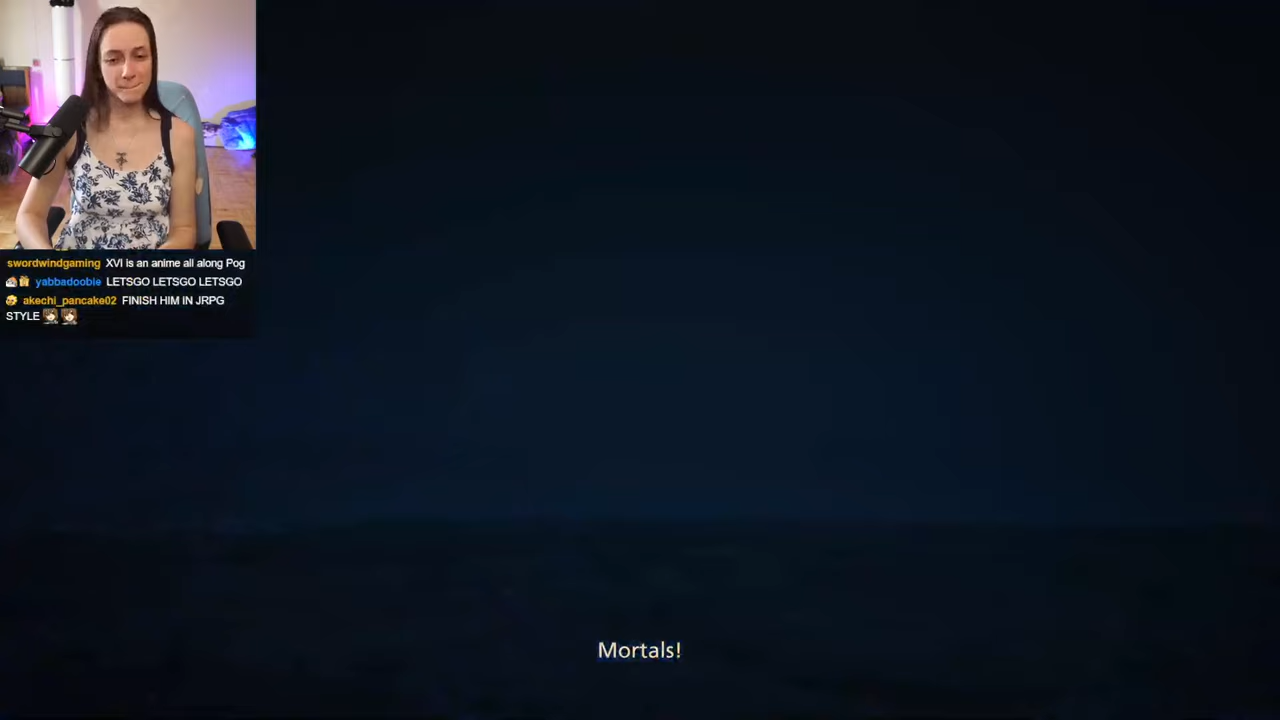 swordwindgaming XVI is an anime all along Pog
yabbadoobie LETSGO LETSGO LETSGO
akechi_pancake02 FINISH HIM IN JRPG
STYLE
Mortals!